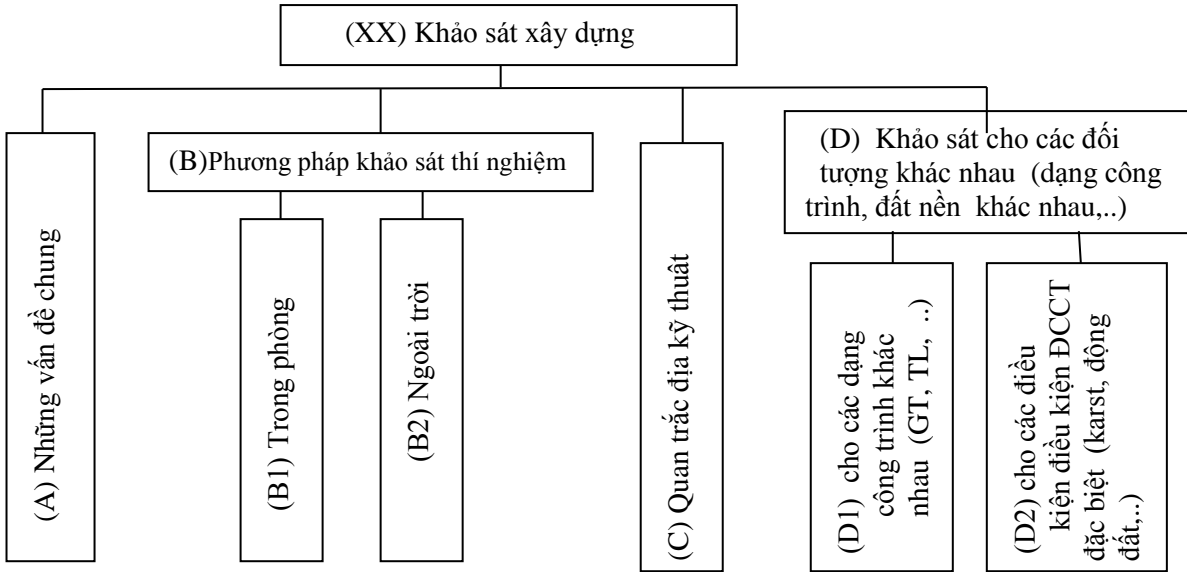 (XX) Khảo sát xây dựng
(A) Những vấn đề chung
(B)Phương pháp khảo sát thí nghiệm
(B1) Trong phòng
(B2) Ngoài trời
(C) Quan trắc địa kỹ thuât
(D) Khảo sát cho các đối
tượng khác nhau (dạng công
trình, đất nền khác nhau,..)
(D1) cho các dạng
công trình khác
nhau (GT, TL, ..)
(D2) cho các điều
kiện điều kiện ĐCCT
đặc biệt (karst, động
đất,..)